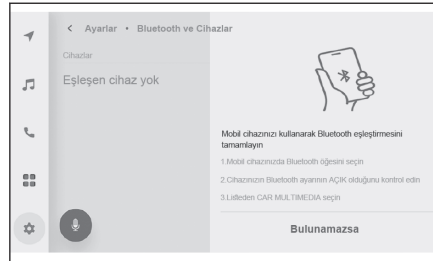 < Ayarlar • Bluetooth ve Cihazlar
Cihazlar
Eşleşen cihaz yok
Mobil cihazınızı kullanarak Bluetooth eşleştirmesini
tamamlayın
1.Mobil cihazınızda Bluetooth öğesini seçin
2.Cihazınızın Bluetooth ayarının AÇIK olduğunu kontrol edin
3.Listeden CAR MULTIMEDIA seçin
Bulunamazsa